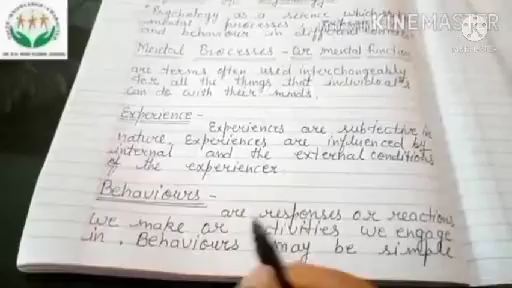 Psychology as a science which
mental processes
and behaviour in different contexts
Mental Processes - or mental function
are terms often used interchangeably
for all the things that individuals
can do with their minds.
Experience -
Experiences are subjective in
nature. Experiences are influenced by
internal and the external conditions
of the experiencer.
Behaviours -
are responses or reactions
we make or activities we engage
in. Behaviours may be simple
KINEMASTER